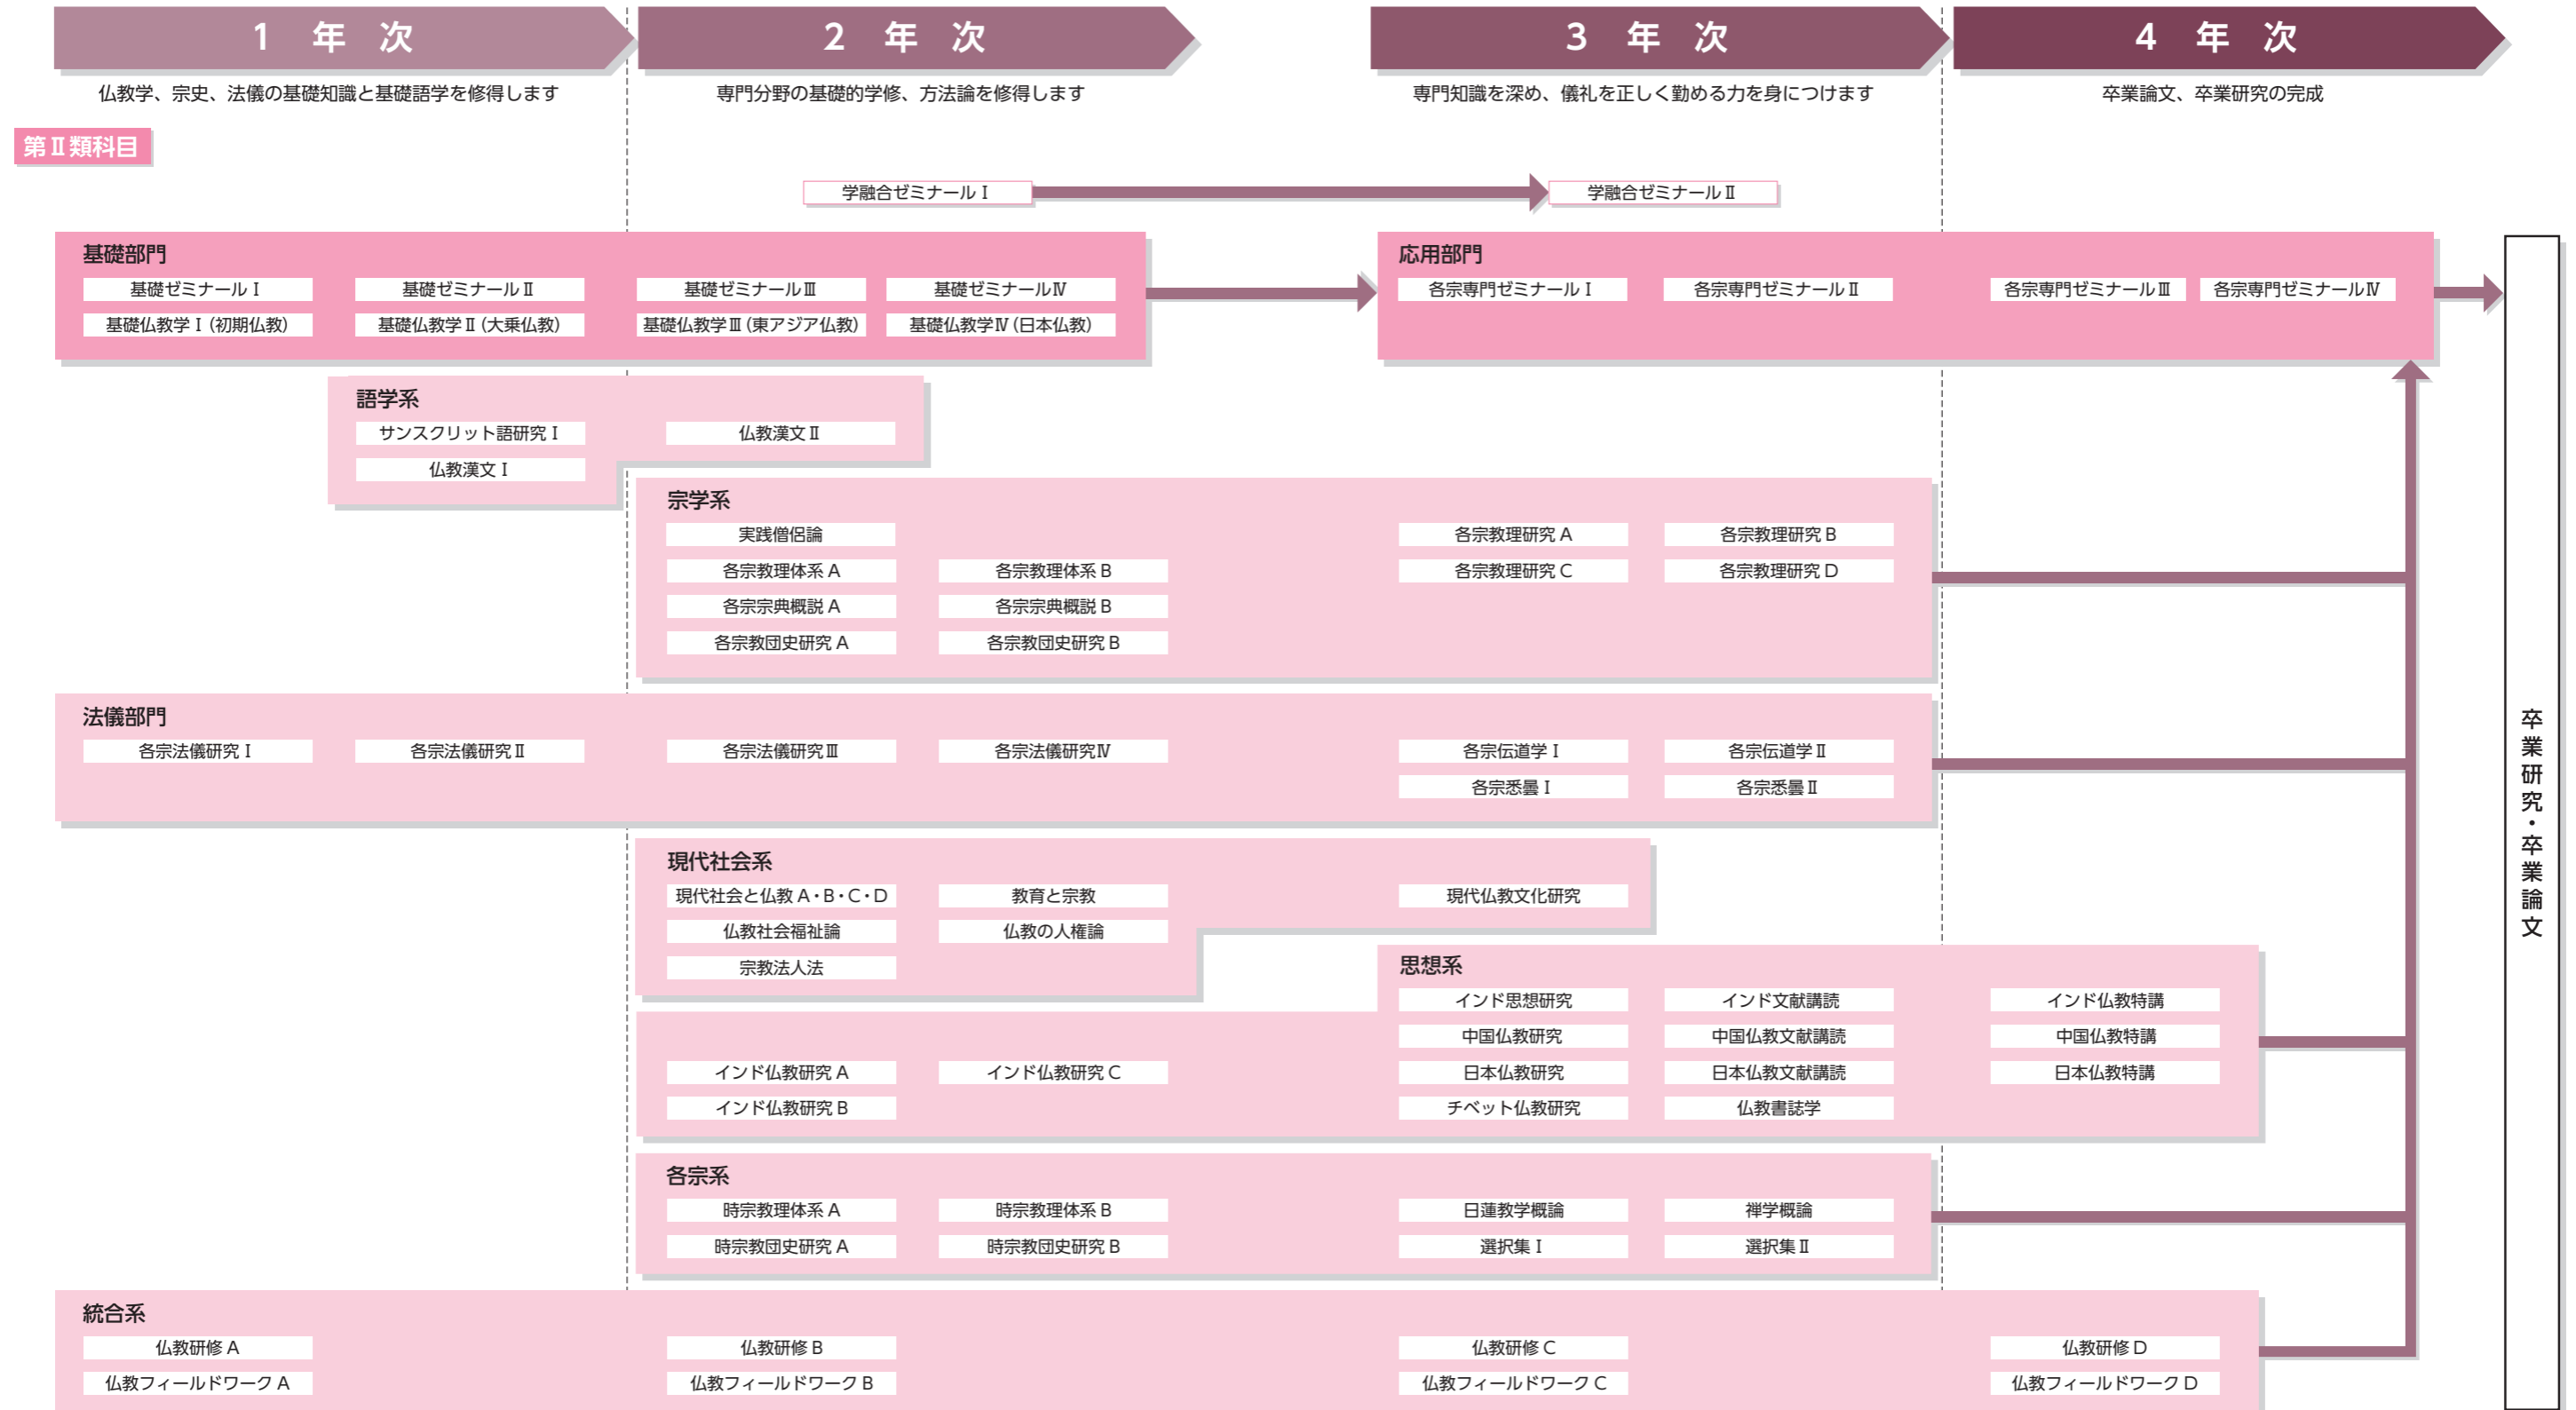 1 年 次
2 年 次
3 年 次
4 年 次
仏教学、宗史、法儀の基礎知識と基礎語学を修得します
専門分野の基礎的学修、方法論を修得します
専門知識を深め、儀礼を正しく勤める力を身につけます
卒業論文、卒業研究の完成
第Ⅱ類科目
学融合ゼミナールⅠ
学融合ゼミナールⅡ
基礎部門
基礎ゼミナールⅠ
基礎ゼミナールⅡ
基礎ゼミナールⅢ
基礎ゼミナールⅣ
基礎仏教学Ⅰ(初期仏教)
基礎仏教学Ⅱ(大乗仏教)
基礎仏教学Ⅲ(東アジア仏教)
基礎仏教学Ⅳ(日本仏教)
応用部門
各宗専門ゼミナールⅠ
各宗専門ゼミナールⅡ
各宗専門ゼミナールⅢ
各宗専門ゼミナールⅣ
語学系
サンスクリット語研究Ⅰ
仏教漢文Ⅱ
仏教漢文Ⅰ
宗学系
実践僧侶論
各宗教理研究 A
各宗教理研究 B
各宗教理体系 A
各宗教理体系 B
各宗教理研究 C
各宗教理研究 D
各宗宗典概説 A
各宗宗典概説 B
各宗教団史研究 A
各宗教団史研究 B
法儀部門
各宗法儀研究Ⅰ
各宗法儀研究Ⅱ
各宗法儀研究Ⅲ
各宗法儀研究Ⅳ
各宗伝道学Ⅰ
各宗伝道学Ⅱ
各宗悉曇Ⅰ
各宗悉曇Ⅱ
現代社会系
現代社会と仏教 A・B・C・D
教育と宗教
現代仏教文化研究
仏教社会福祉論
仏教の人権論
宗教法人法
思想系
インド思想研究
インド文献講読
インド仏教特講
中国仏教研究
中国仏教文献講読
中国仏教特講
インド仏教研究 A
インド仏教研究 C
日本仏教研究
日本仏教文献講読
日本仏教特講
インド仏教研究 B
チベット仏教研究
仏教書誌学
各宗系
時宗教理体系 A
時宗教理体系 B
日蓮教学概論
禅学概論
時宗教団史研究 A
時宗教団史研究 B
選択集Ⅰ
選択集Ⅱ
統合系
仏教研修 A
仏教研修 B
仏教研修 C
仏教研修 D
仏教フィールドワーク A
仏教フィールドワーク B
仏教フィールドワーク C
仏教フィールドワーク D
卒業研究・卒業論文